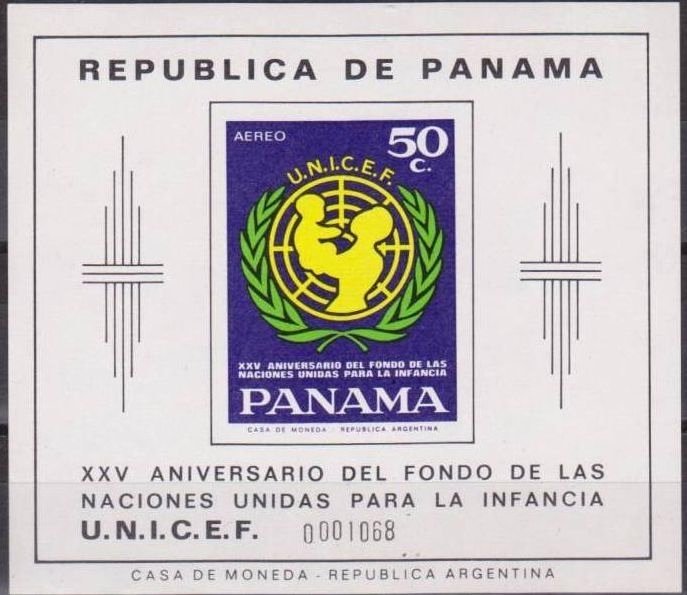 REPUBLICA DE PANAMA
AEREO
50
c.
U.N.I.C.E.F.
XXV ANIVERSARIO DEL FONDO DE LAS
NACIONES UNIDAS PARA LA INFANCIA
PANAMA
CASA DE MONEDA - REPUBLICA ARGENTINA
XXV ANIVERSARIO DEL FONDO DE LAS
NACIONES UNIDAS PARA LA INFANCIA
U.N.I.C.E.F. 0001068
CASA DE MONEDA - REPUBLICA ARGENTINA